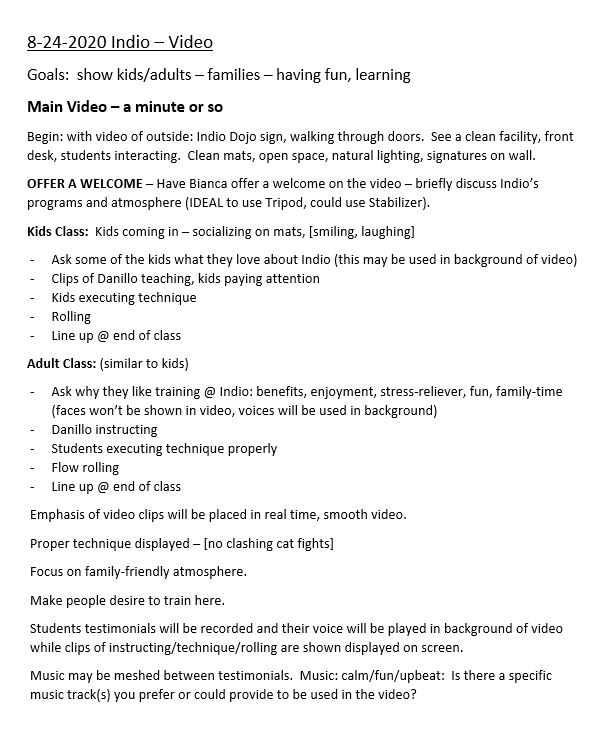 8-24-2020 Indio – Video
Goals:  show kids/adults – families – having fun, learning
Main Video – a minute or so
Begin: with video of outside: Indio Dojo sign, walking through doors.  See a clean facility, front
desk, students interacting.  Clean mats, open space, natural lighting, signatures on wall.
OFFER A WELCOME – Have Bianca offer a welcome on the video – briefly discuss Indio's
programs and atmosphere (IDEAL to use Tripod, could use Stabilizer).
Kids Class:  Kids coming in – socializing on mats, [smiling, laughing]
- Ask some of the kids what they love about Indio (this may be used in background of video)
- Clips of Danillo teaching, kids paying attention
- Kids executing technique
- Rolling
- Line up @ end of class
Adult Class: (similar to kids)
- Ask why they like training @ Indio: benefits, enjoyment, stress-reliever, fun, family-time
(faces won't be shown in video, voices will be used in background)
- Danillo instructing
- Students executing technique properly
- Flow rolling
- Line up @ end of class
Emphasis of video clips will be placed in real time, smooth video.
Proper technique displayed – [no clashing cat fights]
Focus on family-friendly atmosphere.
Make people desire to train here.
Students testimonials will be recorded and their voice will be played in background of video
while clips of instructing/technique/rolling are shown displayed on screen.
Music may be meshed between testimonials.  Music: calm/fun/upbeat:  Is there a specific
music track(s) you prefer or could provide to be used in the video?